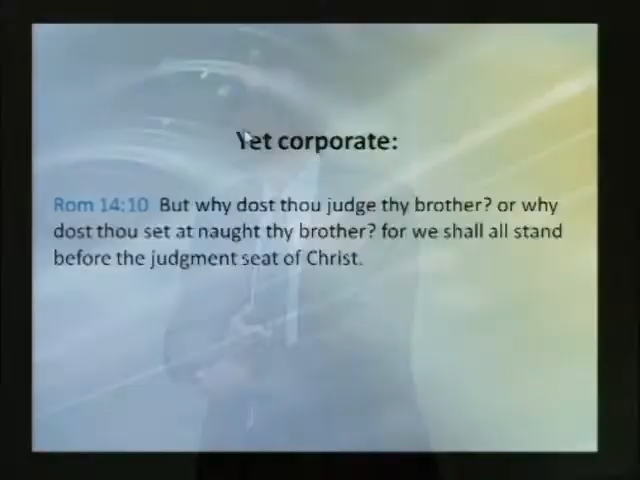 Yet corporate:
Rom 14:10 But why dost thou judge thy brother? or why
dost thou set at naught thy brother? for we shall all stand
before the judgment seat of Christ.